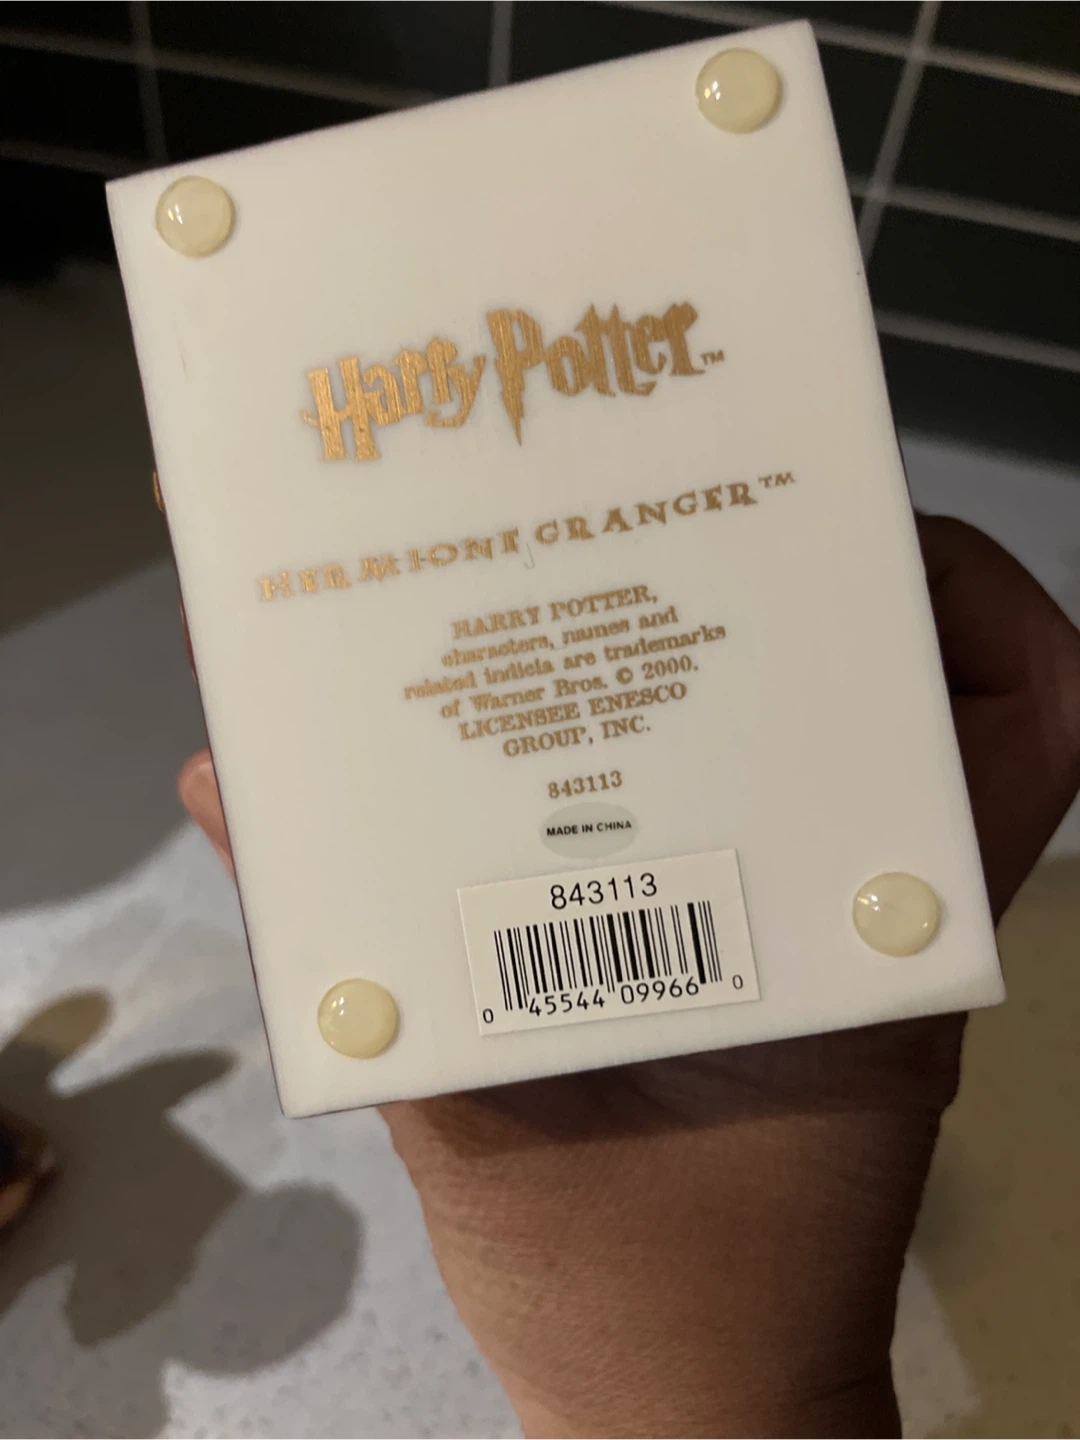 Harry Potter™
HERMIONE GRANGER™
HARRY POTTER,
characters, names and
related indicia are trademarks
of Warner Bros. © 2000.
LICENSEE ENESCO
GROUP, INC.
843113
MADE IN CHINA
843113
0 45544 09966 0